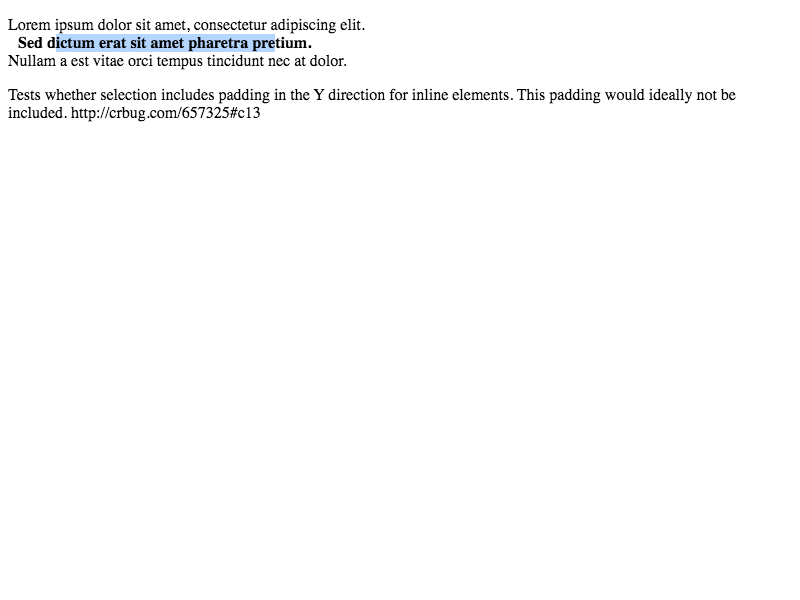 Lorem ipsum dolor sit amet, consectetur adipiscing elit.
Sed dictum erat sit amet pharetra pretium.
Nullam a est vitae orci tempus tincidunt nec at dolor.
Tests whether selection includes padding in the Y direction for inline elements. This padding would ideally not be
included. http://crbug.com/657325#c13